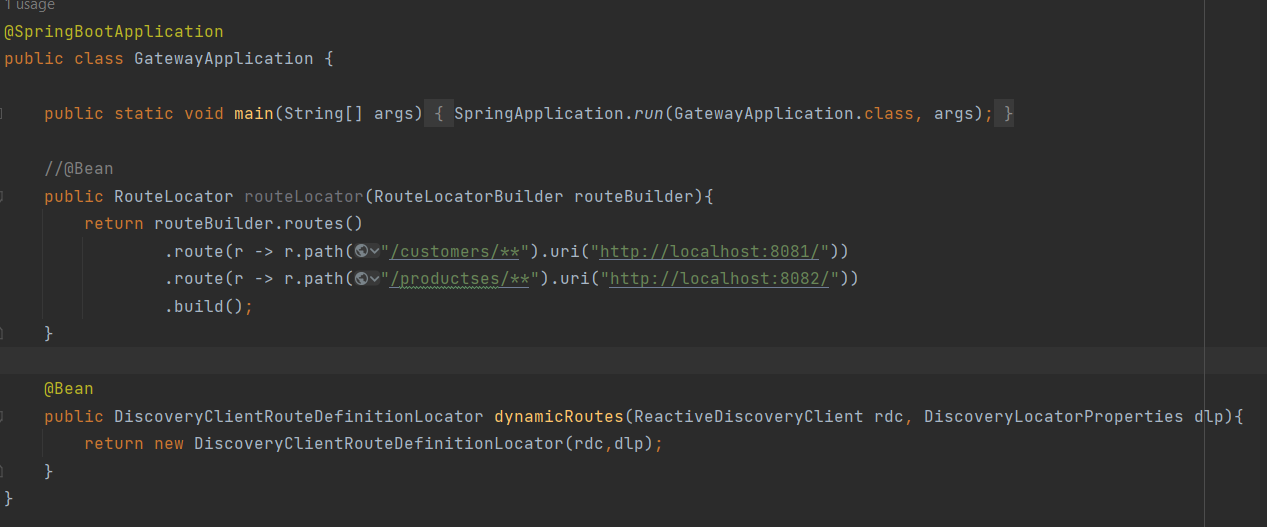 1 usage
@SpringBootApplication
public class GatewayApplication {
public static void main(String[] args) { SpringApplication.run(GatewayApplication.class, args); }
//@Bean
public RouteLocator routeLocator(RouteLocatorBuilder routeBuilder){
return routeBuilder.routes()
.route(r -> r.path("/customers/**").uri("http://localhost:8081/"))
.route(r -> r.path("/productses/**").uri("http://localhost:8082/"))
.build();
}
@Bean
public DiscoveryClientRouteDefinitionLocator dynamicRoutes(ReactiveDiscoveryClient rdc, DiscoveryLocatorProperties dlp){
return new DiscoveryClientRouteDefinitionLocator(rdc,dlp);
}
}